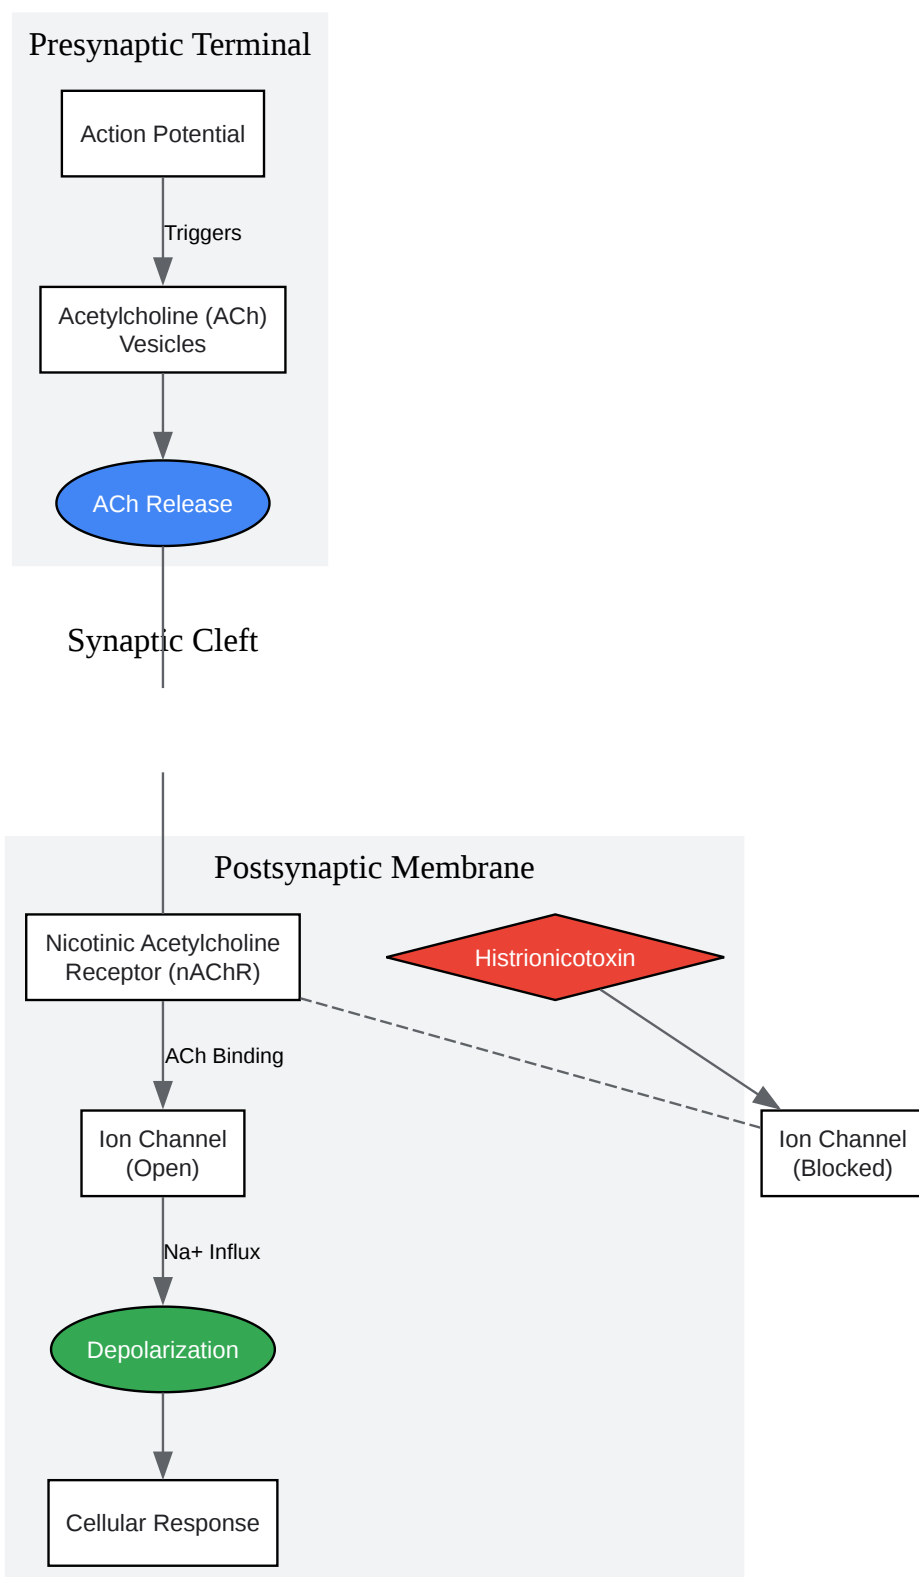 Presynaptic Terminal
Action Potential
Triggers
Acetylcholine (ACh)
Vesicles
ACh Release
Synaptic Cleft
Postsynaptic Membrane
Nicotinic Acetylcholine
Receptor (nAChR)
Histrionicotoxin
ACh Binding
Ion Channel
(Open)
Ion Channel
(Blocked)
Na+ Influx
Depolarization
Cellular Response